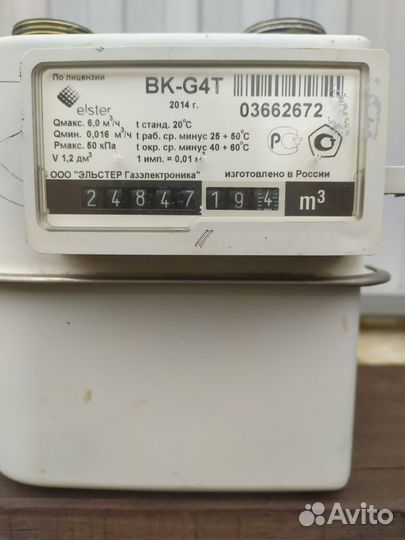 По лицензии
elster
BK-G4T
2014 г.
03662672
Qмакс. 6,0 м³/ч
t станд. 20°C
Qмин. 0,016 м³/ч
t раб. ср. минус 25 + 50°C
Pмакс. 50 кПа
t окр. ср. минус 40 + 60°C
V 1,2 дм³
1 имп. = 0,01 м³
ООО "ЭЛЬСТЕР Газэлектроника"
изготовлено в России
24847194 m³
Avito